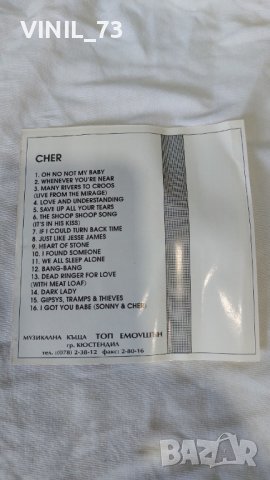 VINIL_73
CHER
1. OH NO NOT MY BABY
2. WHENEVER YOU'RE NEAR
3. MANY RIVERS TO CROOS
(LIVE FROM THE MIRAGE)
4. LOVE AND UNDERSTANDING
5. SAVE UP ALL YOUR TEARS
6. THE SHOOP SHOOP SONG
(IT'S IN HIS KISS)
7. IF I COULD TURN BACK TIME
8. JUST LIKE JESSE JAMES
9. HEART OF STONE
10. I FOUND SOMEONE
11. WE ALL SLEEP ALONE
12. BANG-BANG
13. DEAD RINGER FOR LOVE
(WITH MEAT LOAF)
14. DARK LADY
15. GIPSYS, TRAMPS & THIEVES
16. I GOT YOU BABE (SONNY & CHER)
МУЗИКАЛНА КЪЩА ТОП ЕМОУШЪН
гр. КЮСТЕНДИЛ
тел. (078) 2-38-12 факс: 2-80-16
bazar